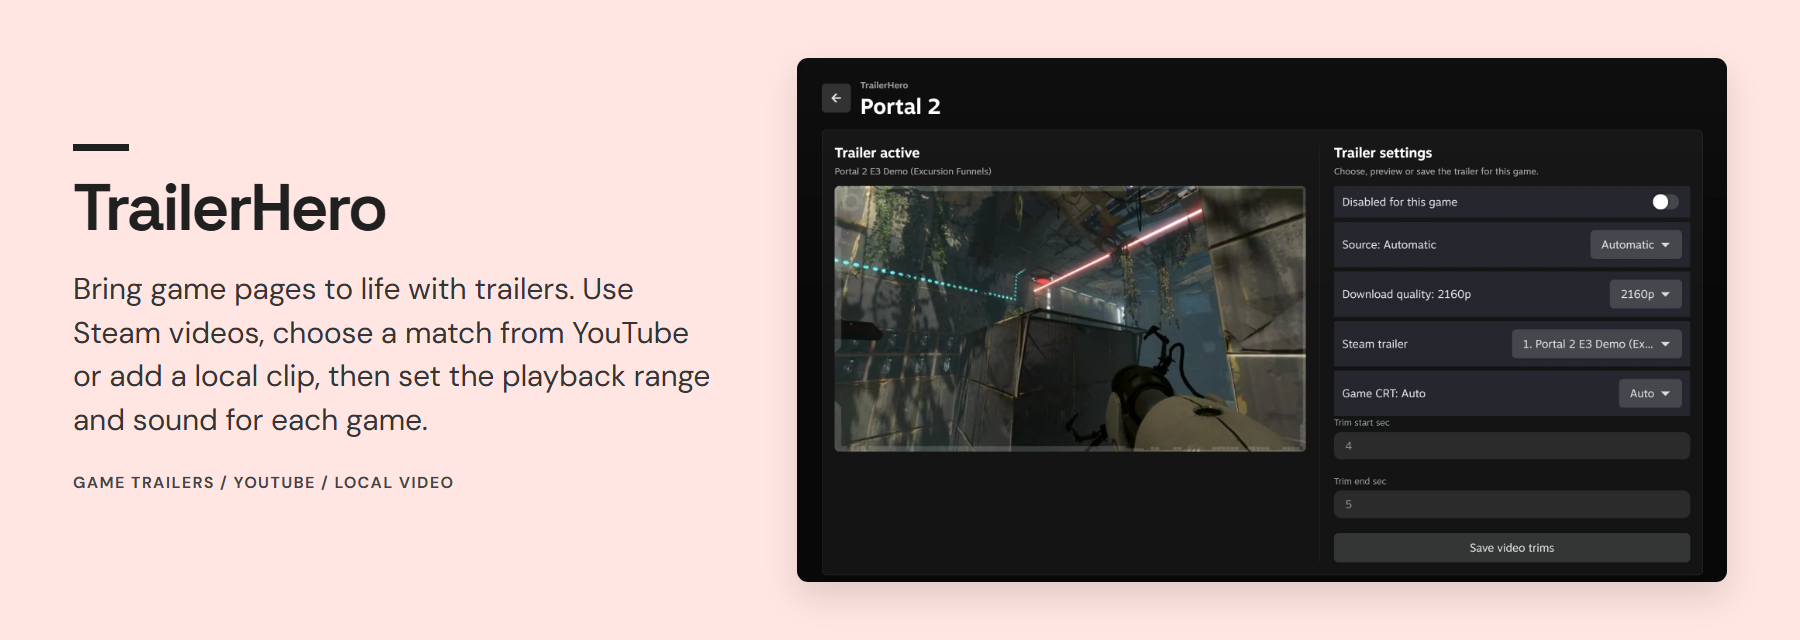 TrailerHero
Bring game pages to life with trailers. Use
Steam videos, choose a match from YouTube
or add a local clip, then set the playback range
and sound for each game.
GAME TRAILERS / YOUTUBE / LOCAL VIDEO
TrailerHero
Portal 2
Trailer active
Portal 2 E3 Demo (Excursion Funnels)
Trailer settings
Choose, preview or save the trailer for this game.
Disabled for this game
Source: Automatic
Automatic
Download quality: 2160p
2160p
Steam trailer
1. Portal 2 E3 Demo (Ex...
Game CRT: Auto
Auto
Trim start sec
4
Trim end sec
5
Save video trims